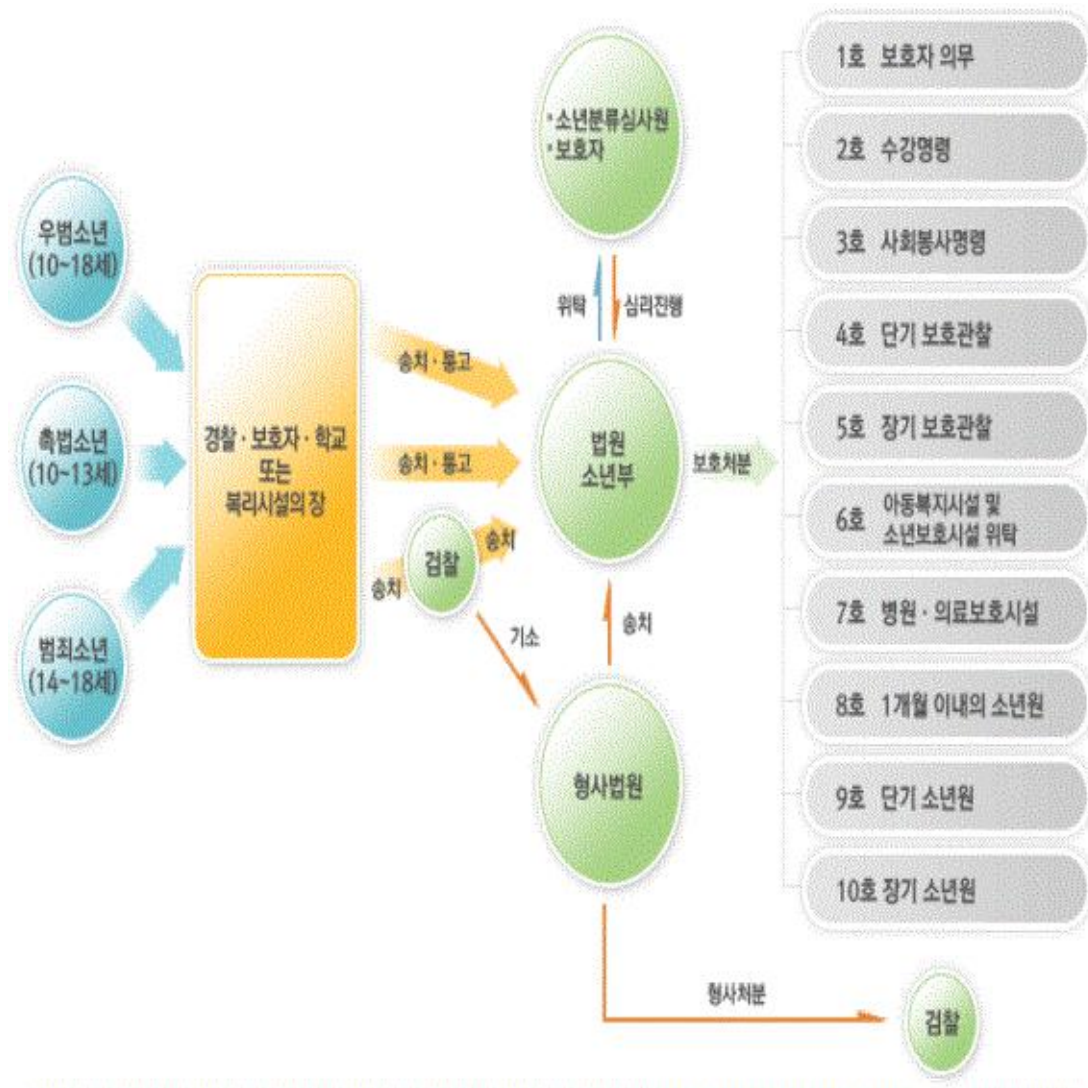 우범소년
(10~18세)
촉법소년
(10~13세)
범죄소년
(14~18세)
경찰·보호자·학교
또는
복리시설의 장
송치·통고
송치·통고
송치
검찰
송치
기소
소년분류심사원
보호자
위탁
심리진행
법원
소년부
송치
형사법원
형사처분
검찰
보호처분
1호 보호자 의무
2호 수강명령
3호 사회봉사명령
4호 단기 보호관찰
5호 장기 보호관찰
6호 아동복지시설 및
소년보호시설 위탁
7호 병원·의료보호시설
8호 1개월 이내의 소년원
9호 단기 소년원
10호 장기 소년원